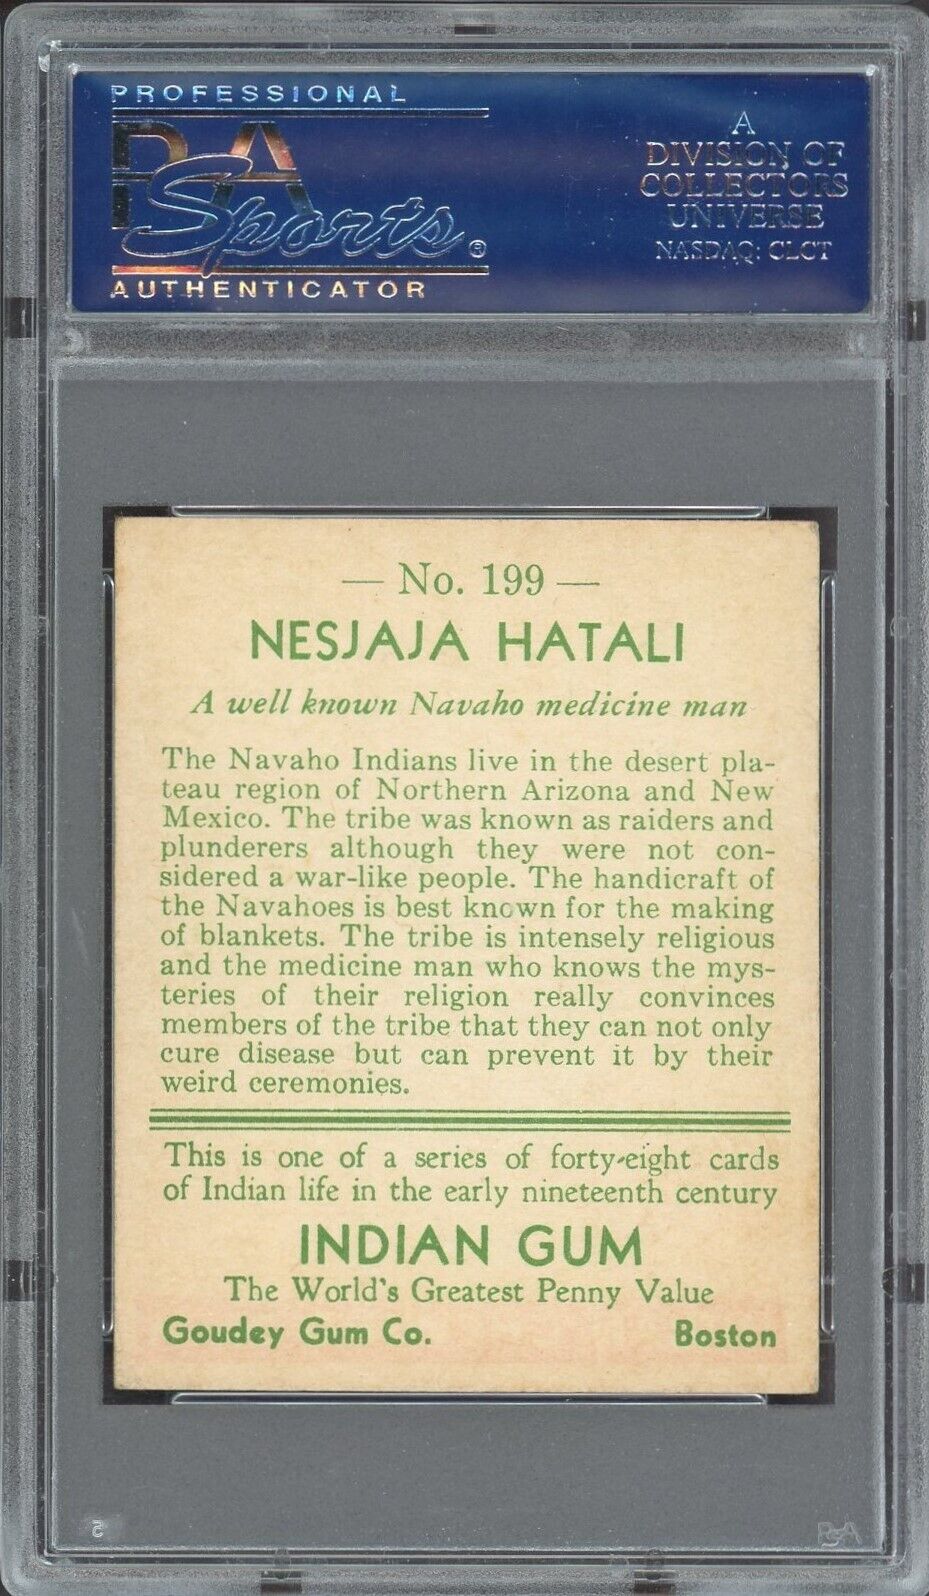 PROFESSIONAL
PSA
Sports®
AUTHENTICATOR
A
DIVISION OF
COLLECTORS
UNIVERSE
NASDAQ: CLCT
— No. 199 —
NESJAJA HATALI
A well known Navaho medicine man
The Navaho Indians live in the desert pla-
teau region of Northern Arizona and New
Mexico. The tribe was known as raiders and
plunderers although they were not con-
sidered a war-like people. The handicraft of
the Navahoes is best known for the making
of blankets. The tribe is intensely religious
and the medicine man who knows the mys-
teries of their religion really convinces
members of the tribe that they can not only
cure disease but can prevent it by their
weird ceremonies.
This is one of a series of forty-eight cards
of Indian life in the early nineteenth century
INDIAN GUM
The World's Greatest Penny Value
Goudey Gum Co. Boston
5 PSA